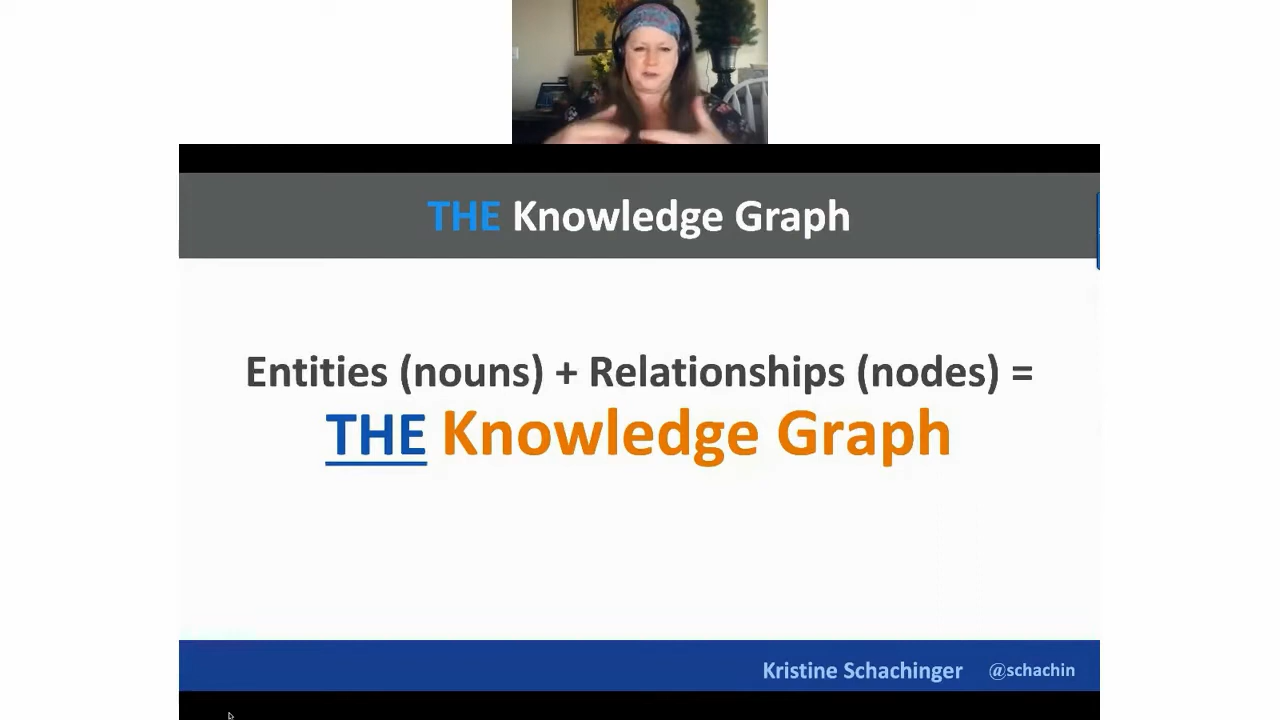 THE Knowledge Graph
Entities (nouns) + Relationships (nodes) =
THE Knowledge Graph
Kristine Schachinger @schachin